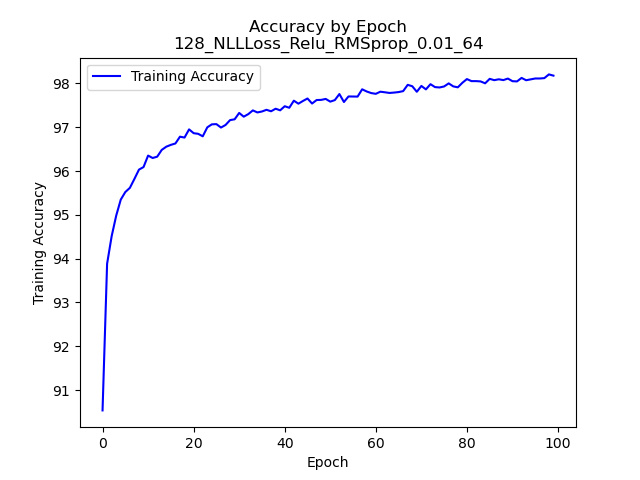 Accuracy by Epoch
128_NLLLoss_Relu_RMSprop_0.01_64
Training Accuracy
98
97
96
95
94
93
92
91
Training Accuracy
0 20 40 60 80 100
Epoch